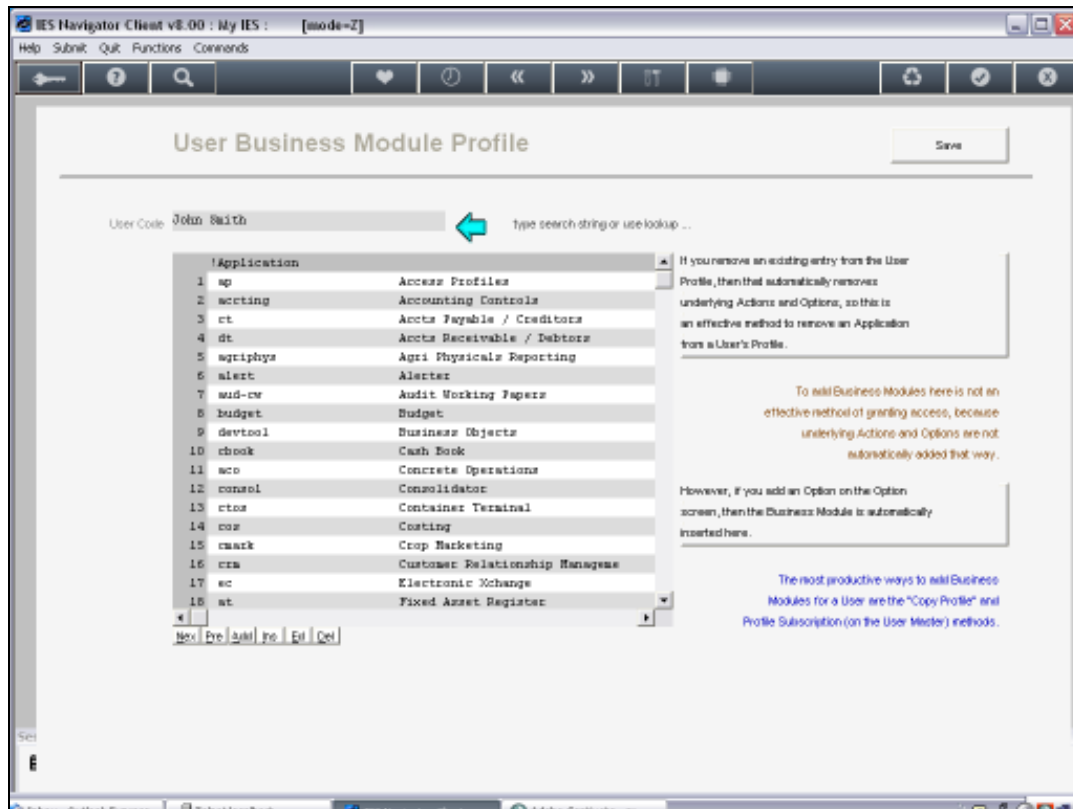 IES Navigator Client v8.00 : My IES : [mode=Z]
Help Submit Quit Functions Commands
User Business Module Profile
Save
User Code John Smith
type search string or use lookup ...
!Application
1 ap Access Profiles
2 accting Accounting Controls
3 ct Accts Payable / Creditors
4 dt Accts Receivable / Debtors
5 agriphys Agri Physicals Reporting
6 alert Alerter
7 aud-cw Audit Working Papers
8 budget Budget
9 devtool Business Objects
10 cbook Cash Book
11 aco Concrete Operations
12 consol Consolidator
13 ctos Container Terminal
14 cos Costing
15 cmark Crop Marketing
16 crm Customer Relationship Manageme
17 ec Electronic Xchange
18 at Fixed Asset Register
Nex Pre Add Ins Edi Del
If you remove an existing entry from the User
Profile, then that automatically removes
underlying Actions and Options, so this is
an effective method to remove an Application
from a User's Profile.
To add Business Modules here is not an
effective method of granting access, because
underlying Actions and Options are not
automatically added that way.
However, if you add an Option on the Option
screen, then the Business Module is automatically
inserted here.
The most productive ways to add Business
Modules for a User are the "Copy Profile" and
Profile Subscription (on the User Master) methods.